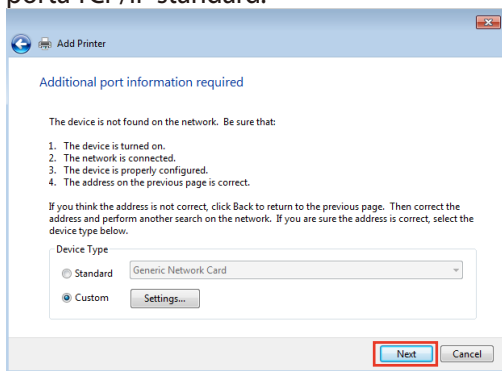 porta TCP/IP standard.
Add Printer
Additional port information required
The device is not found on the network. Be sure that:
1. The device is turned on.
2. The network is connected.
3. The device is properly configured.
4. The address on the previous page is correct.
If you think the address is not correct, click Back to return to the previous page. Then correct the
address and perform another search on the network. If you are sure the address is correct, select the
device type below.
Device Type
Standard Generic Network Card
Custom Settings...
Next Cancel